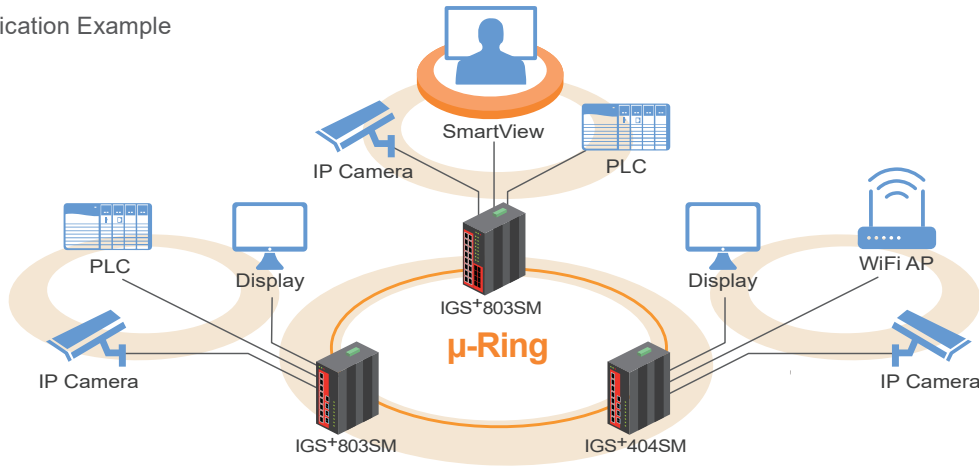 ication Example
SmartView
IP Camera
PLC
PLC
Display
Display
WiFi AP
IGS+803SM
µ-Ring
IP Camera
IP Camera
IGS+803SM
IGS+404SM